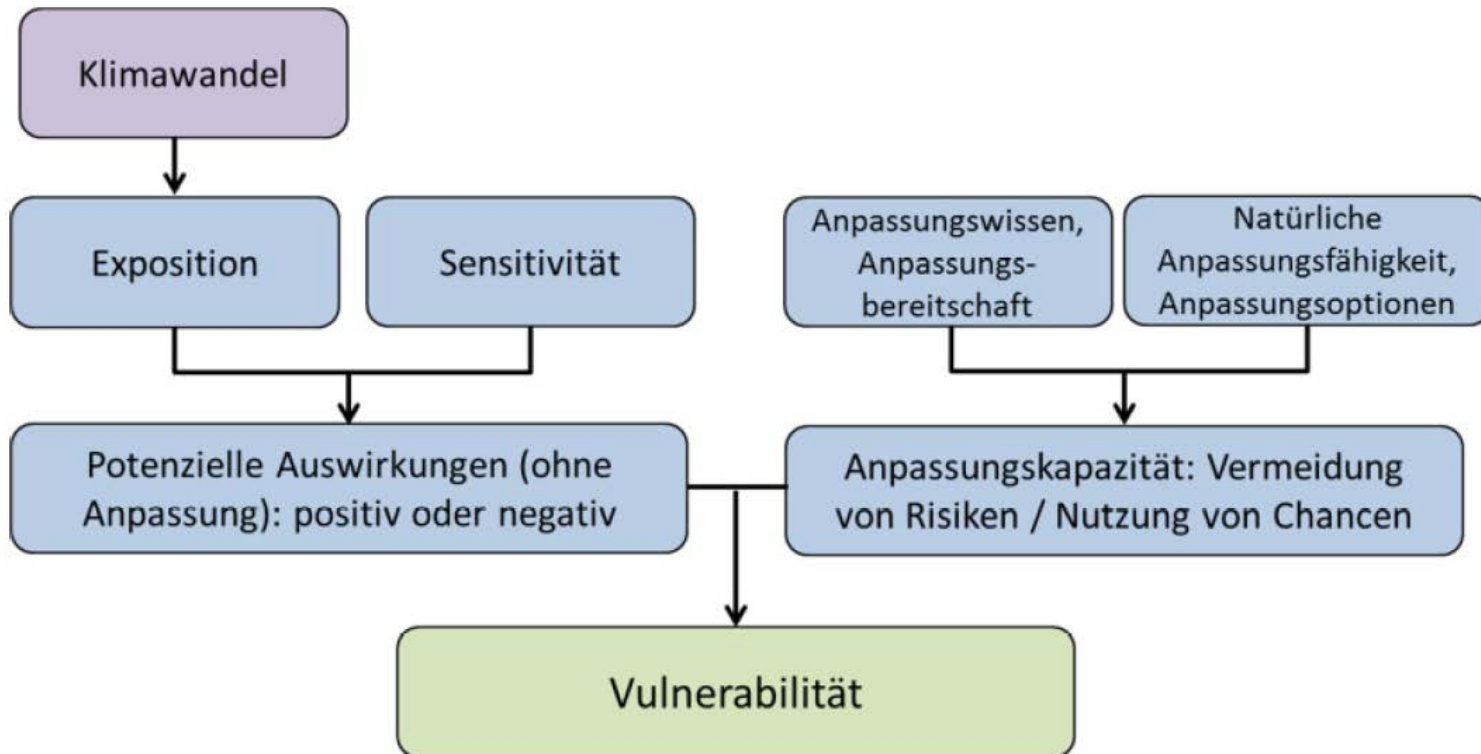 Klimawandel
Exposition
Sensitivität
Anpassungswissen,
Anpassungs-
bereitschaft
Natürliche
Anpassungsfähigkeit,
Anpassungsoptionen
Potenzielle Auswirkungen (ohne
Anpassung): positiv oder negativ
Anpassungskapazität: Vermeidung
von Risiken / Nutzung von Chancen
Vulnerabilität